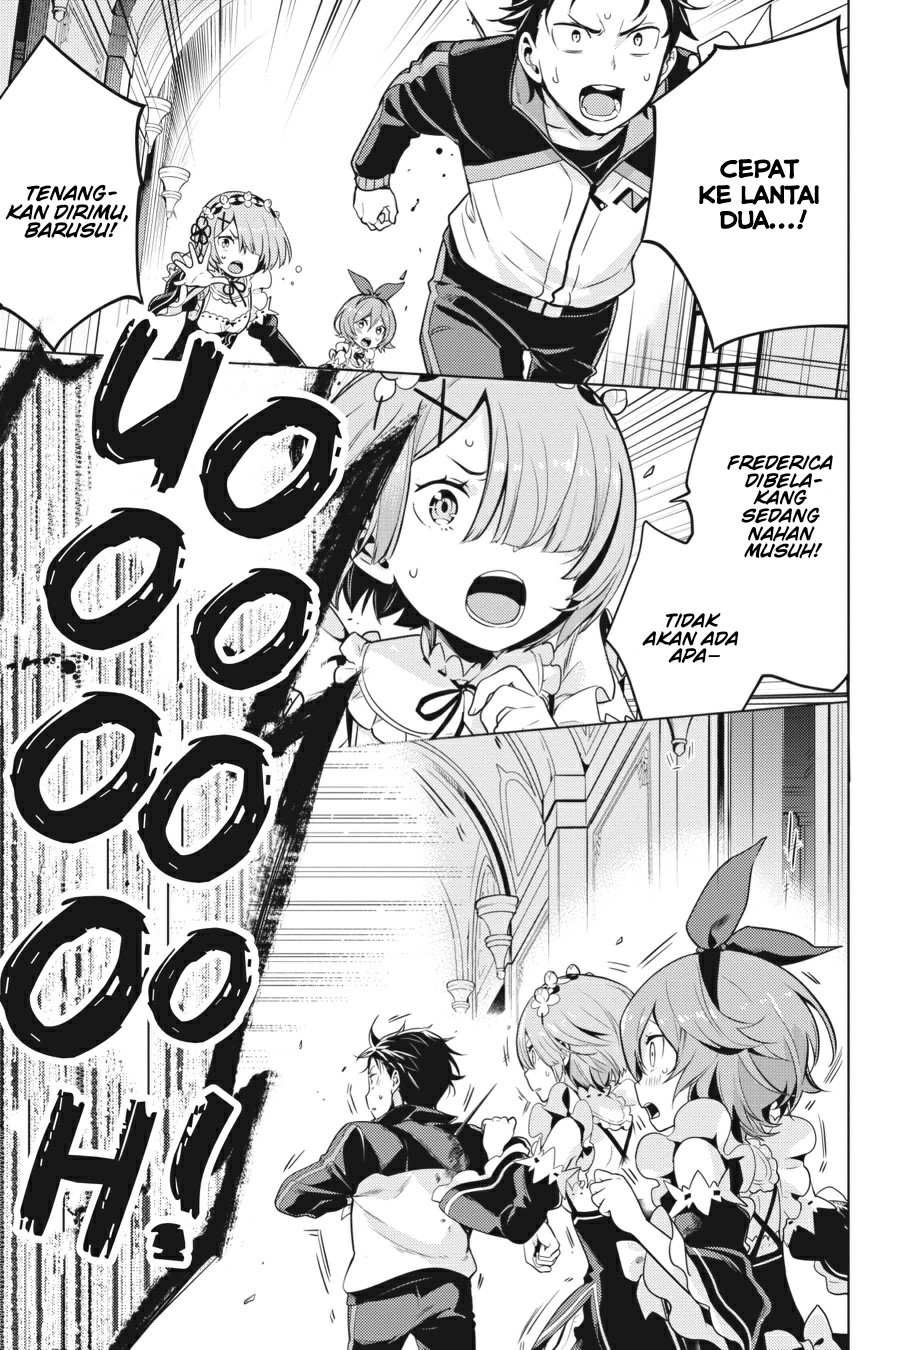 CEPAT
KE LANTAI
DUA...!
TENANG-
KAN DIRIMU,
BARUSU!
FREDERICA
DIBELA-
KANG
SEDANG
NAHAN
MUSUH!
TIDAK
AKAN ADA
APA-
UOOOOOOOOH!